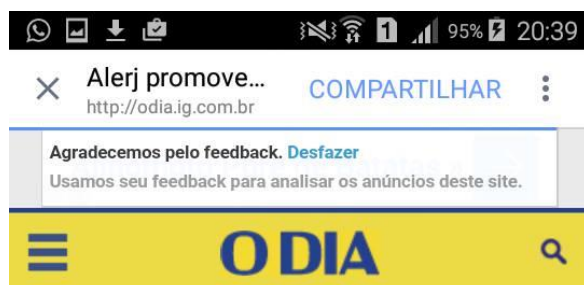 1 95% 20:39
Alerj promove... COMPARTILHAR
http://odia.ig.com.br
Agradecemos pelo feedback. Desfazer
Usamos seu feedback para analisar os anúncios deste site.
O DIA